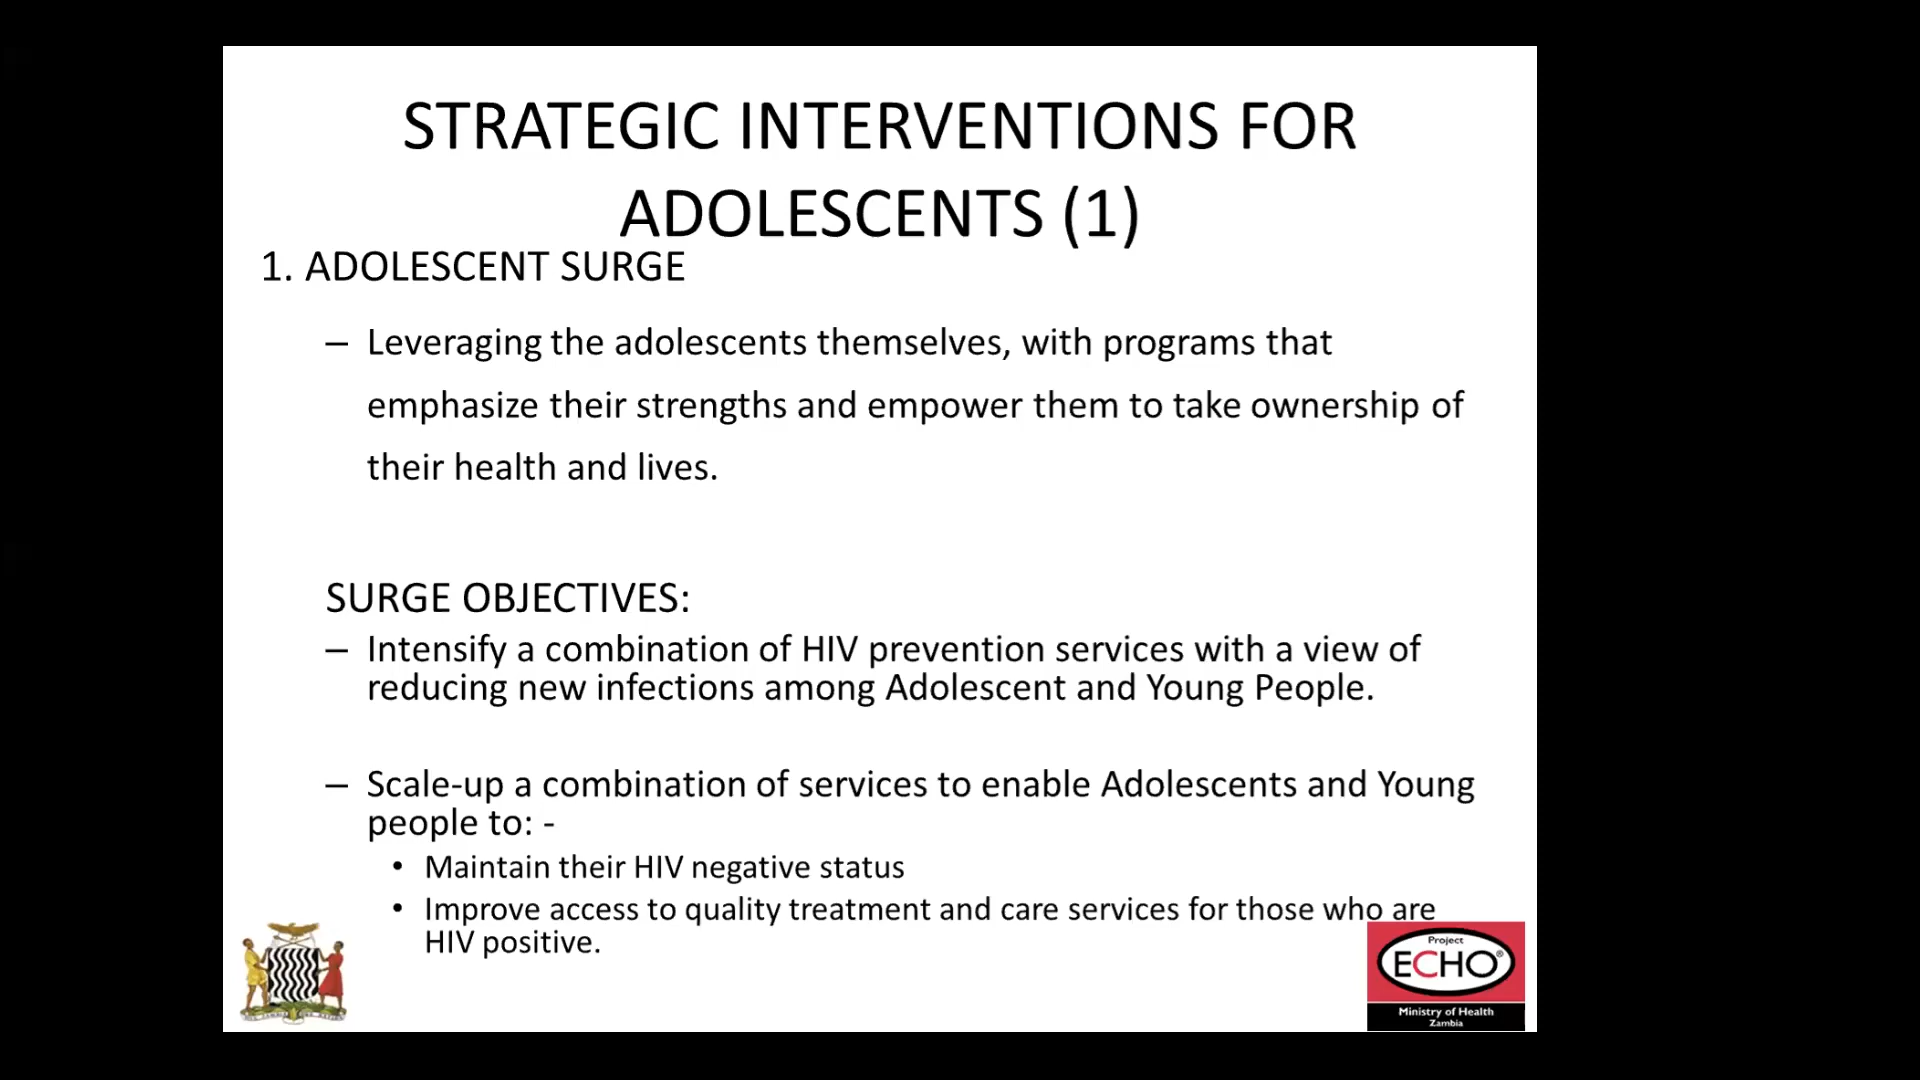 STRATEGIC INTERVENTIONS FOR
ADOLESCENTS (1)
1. ADOLESCENT SURGE
– Leveraging the adolescents themselves, with programs that
emphasize their strengths and empower them to take ownership of
their health and lives.
SURGE OBJECTIVES:
– Intensify a combination of HIV prevention services with a view of
reducing new infections among Adolescent and Young People.
– Scale-up a combination of services to enable Adolescents and Young
people to: -
• Maintain their HIV negative status
• Improve access to quality treatment and care services for those who are
HIV positive.
Project
ECHO®
Ministry of Health
Zambia